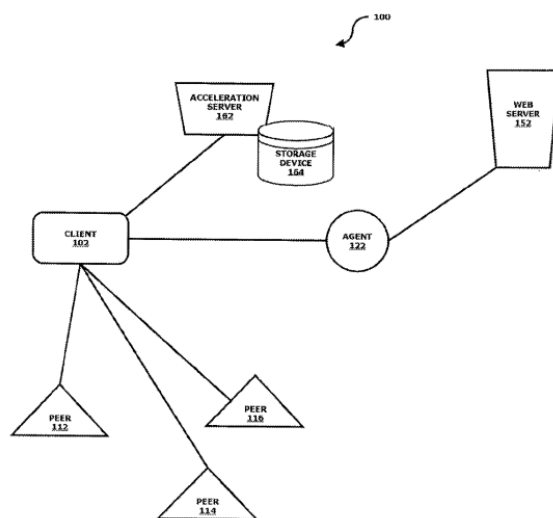 100
ACCELERATION
SERVER
162
STORAGE
DEVICE
164
WEB
SERVER
152
CLIENT
102
AGENT
122
PEER
112
PEER
116
PEER
114